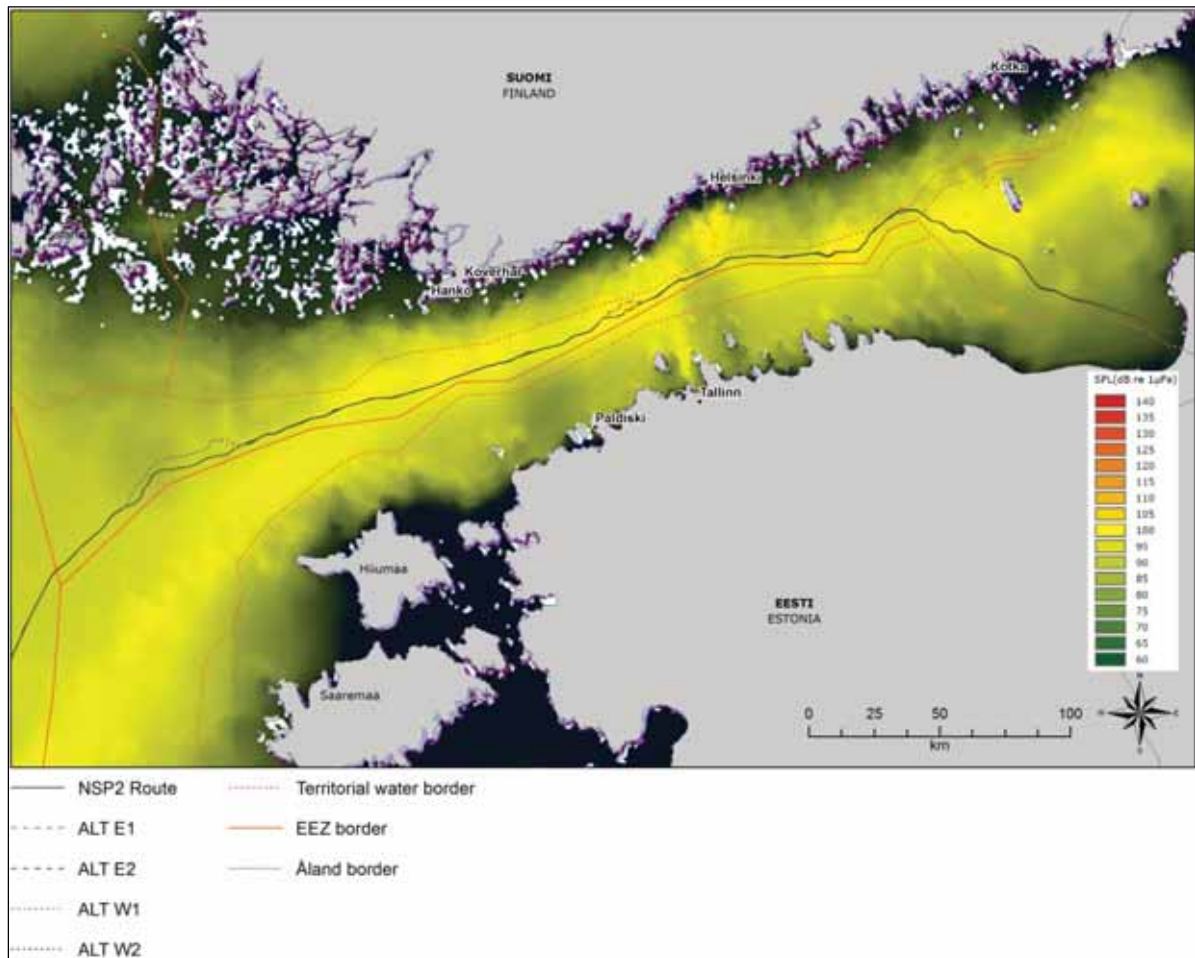 SUOMI
FINLAND
Kotka
Helsinki
Koverhar
Hanko
Tallinn
Paldiski
Hiiumaa
EESTI
ESTONIA
Saaremaa
SPL(dB re 1µPa)
140
135
130
125
120
115
110
105
100
95
90
85
80
75
70
65
60
N
0 25 50 100
km
NSP2 Route
Territorial water border
ALT E1
EEZ border
ALT E2
Åland border
ALT W1
ALT W2